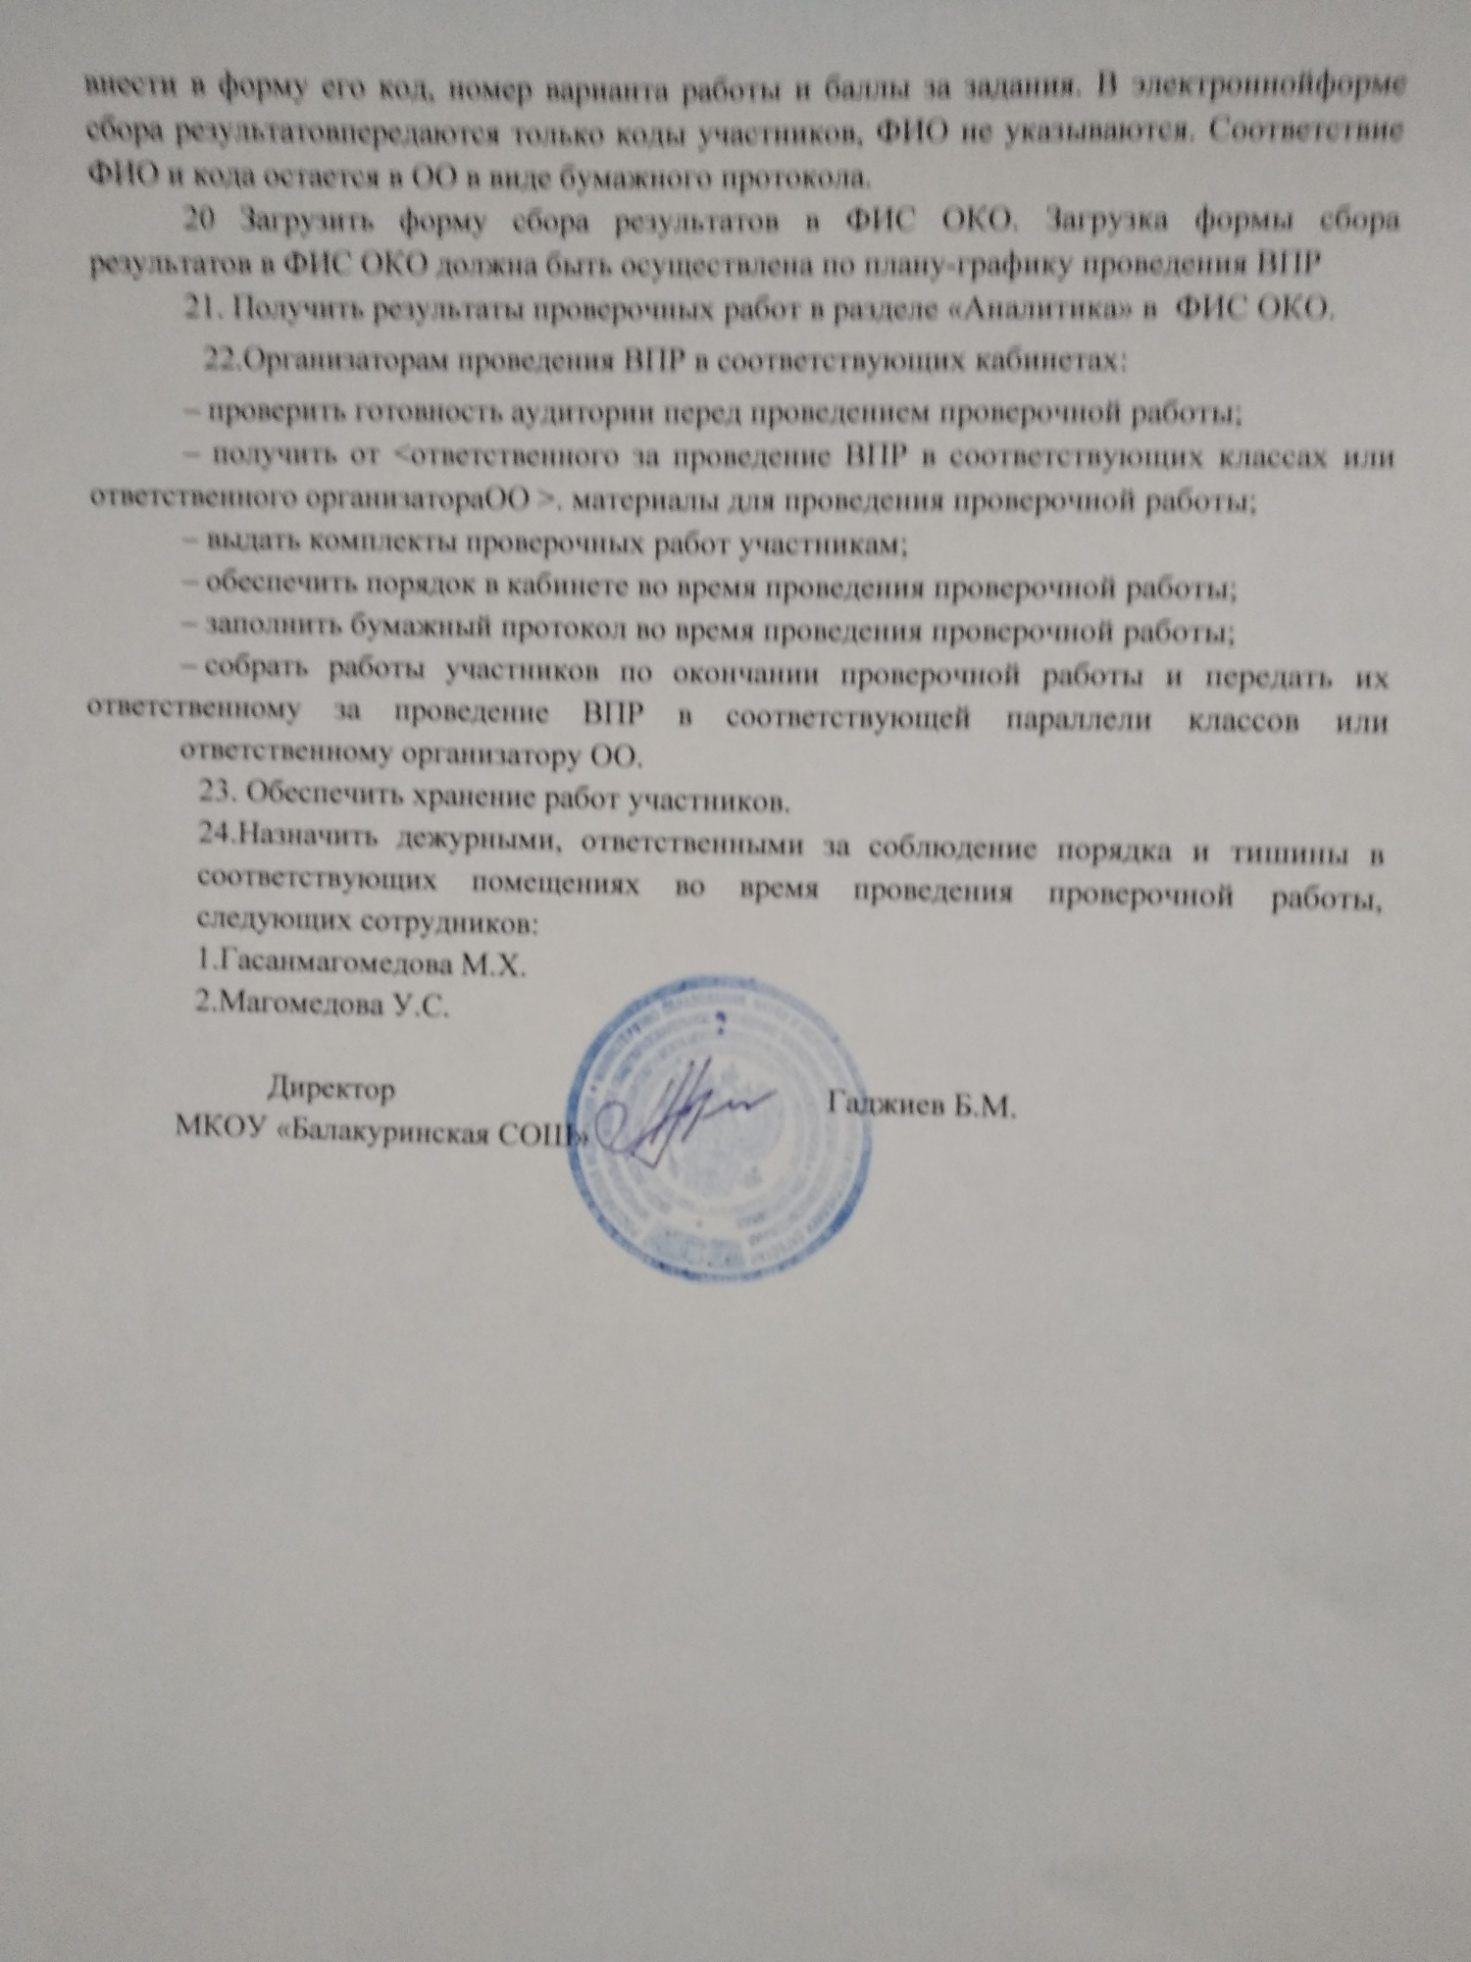 внести в форму его код, номер варианта работы и баллы за задания. В электроннойформе
сбора результатовпередаются только коды участников, ФИО не указываются. Соответствие
ФИО и кода остается в ОО в виде бумажного протокола.
20 Загрузить форму сбора результатов в ФИС ОКО. Загрузка формы сбора
результатов в ФИС ОКО должна быть осуществлена по плану-графику проведения ВПР
21. Получить результаты проверочных работ в разделе «Аналитика» в ФИС ОКО.
22.Организаторам проведения ВПР в соответствующих кабинетах:
– проверить готовность аудитории перед проведением проверочной работы;
– получить от <ответственного за проведение ВПР в соответствующих классах или
ответственного организатораОО >. материалы для проведения проверочной работы;
– выдать комплекты проверочных работ участникам;
– обеспечить порядок в кабинете во время проведения проверочной работы;
– заполнить бумажный протокол во время проведения проверочной работы;
– собрать работы участников по окончании проверочной работы и передать их
ответственному за проведение ВПР в соответствующей параллели классов или
ответственному организатору ОО.
23. Обеспечить хранение работ участников.
24.Назначить дежурными, ответственными за соблюдение порядка и тишины в
соответствующих помещениях во время проведения проверочной работы,
следующих сотрудников:
1.Гасанмагомедова М.Х.
2.Магомедова У.С.
Директор
МКОУ «Балакуринская СОШ»
Гаджиев Б.М.